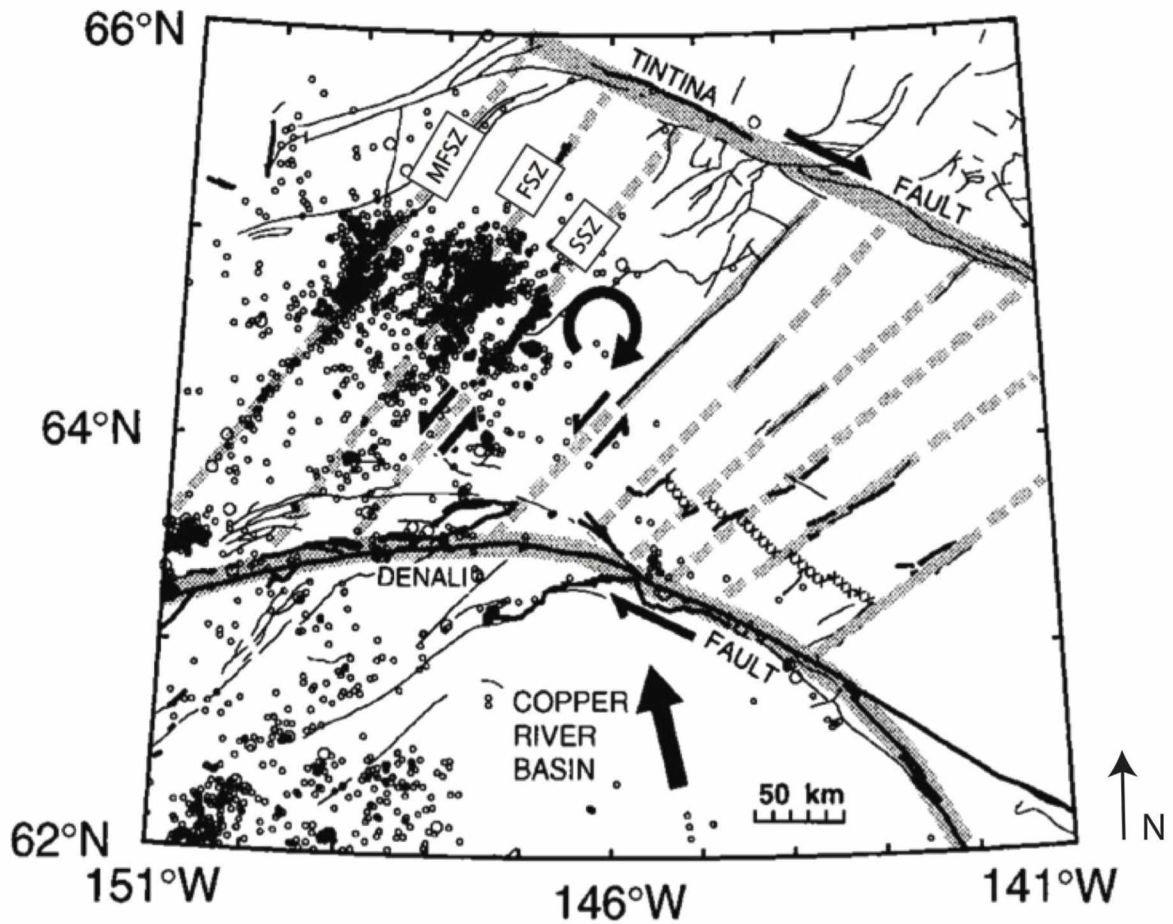 66°N
TINTINA
FAULT
MFSZ
FSZ
SSZ
64°N
DENALI
FAULT
COPPER
RIVER
BASIN
50 km
N
62°N
151°W
146°W
141°W